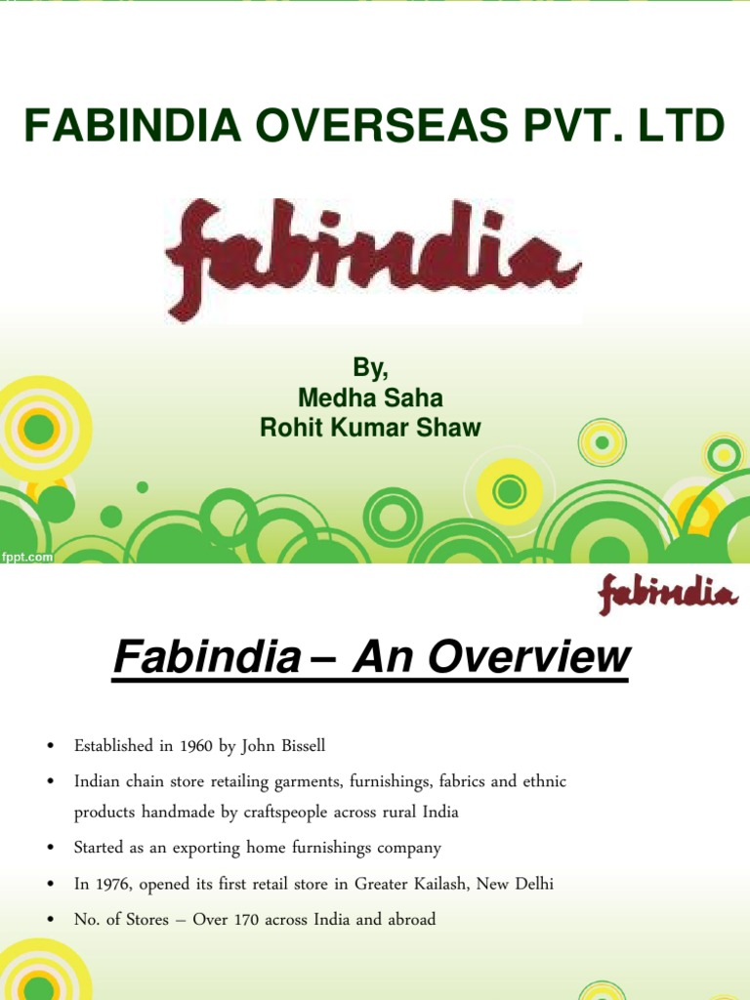 FABINDIA OVERSEAS PVT. LTD
fabindia
By,
Medha Saha
Rohit Kumar Shaw
fppt.com
fabindia
Fabindia – An Overview
• Established in 1960 by John Bissell
• Indian chain store retailing garments, furnishings, fabrics and ethnic
products handmade by craftspeople across rural India
• Started as an exporting home furnishings company
• In 1976, opened its first retail store in Greater Kailash, New Delhi
• No. of Stores – Over 170 across India and abroad